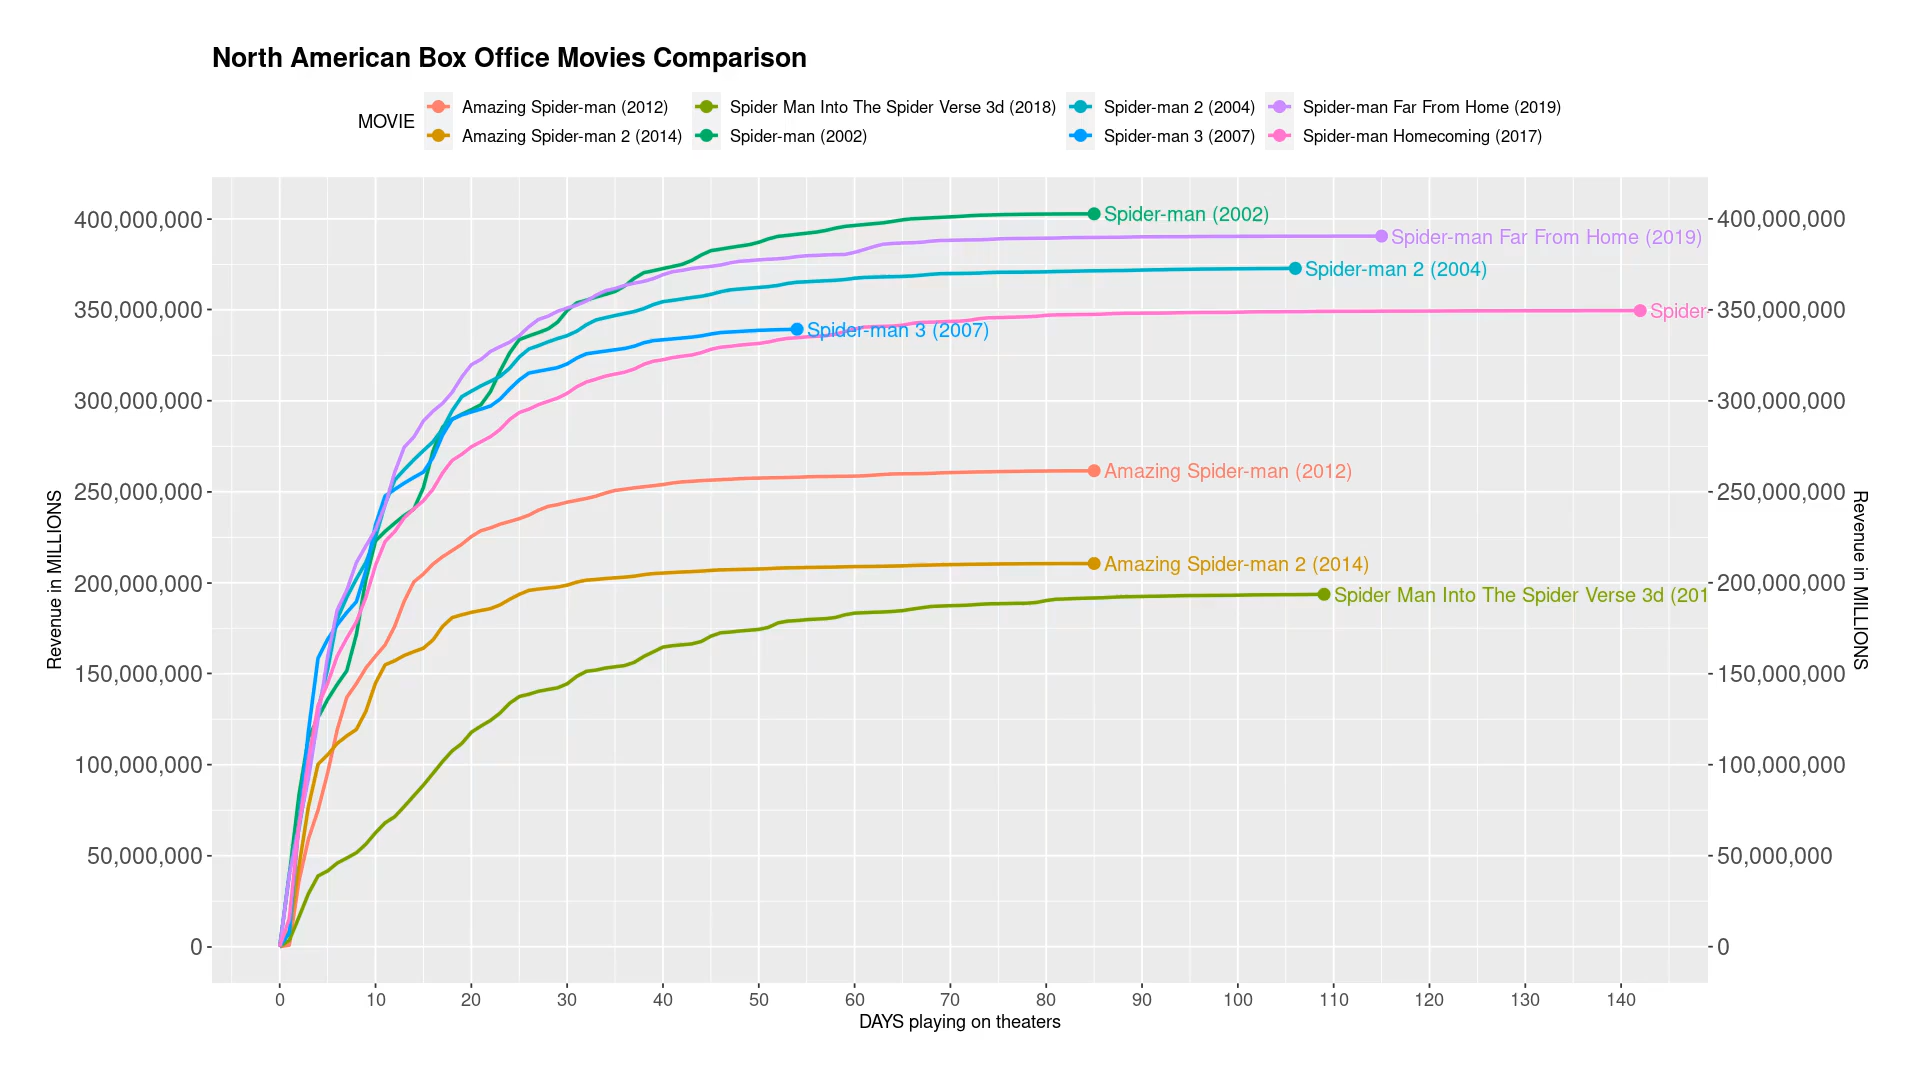 North American Box Office Movies Comparison
MOVIE
Amazing Spider-man (2012)
Spider Man Into The Spider Verse 3d (2018)
Spider-man 2 (2004)
Spider-man Far From Home (2019)
Amazing Spider-man 2 (2014)
Spider-man (2002)
Spider-man 3 (2007)
Spider-man Homecoming (2017)
400,000,000
350,000,000
300,000,000
250,000,000
200,000,000
150,000,000
100,000,000
50,000,000
0
Revenue in MILLIONS
Spider-man (2002)
Spider-man Far From Home (2019)
Spider-man 2 (2004)
Spider-
Spider-man 3 (2007)
Amazing Spider-man (2012)
Amazing Spider-man 2 (2014)
Spider Man Into The Spider Verse 3d (201
400,000,000
350,000,000
300,000,000
250,000,000
200,000,000
150,000,000
100,000,000
50,000,000
0
Revenue in MILLIONS
0 10 20 30 40 50 60 70 80 90 100 110 120 130 140
DAYS playing on theaters